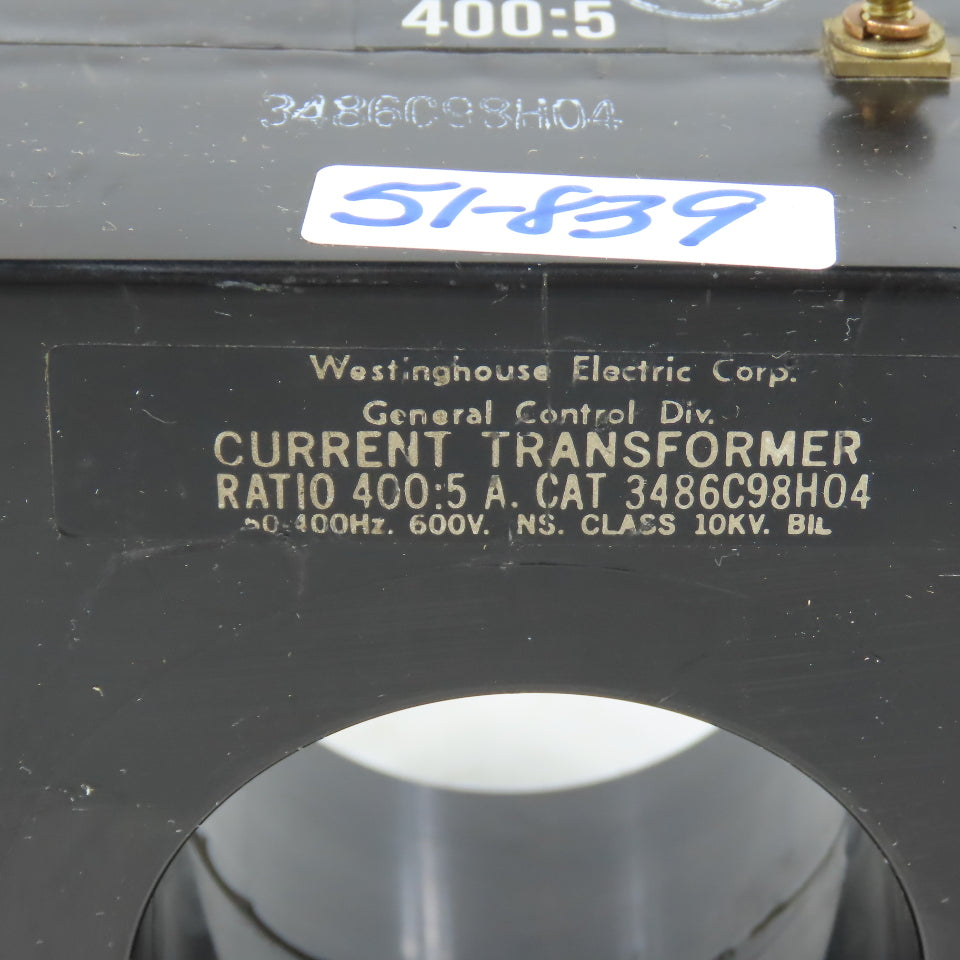 400:5
3486C98H04
51-839
Westinghouse Electric Corp.
General Control Div.
CURRENT TRANSFORMER
RATIO 400:5 A. CAT 3486C98H04
400Hz. 600V. NS. CLASS 10KV. BIL